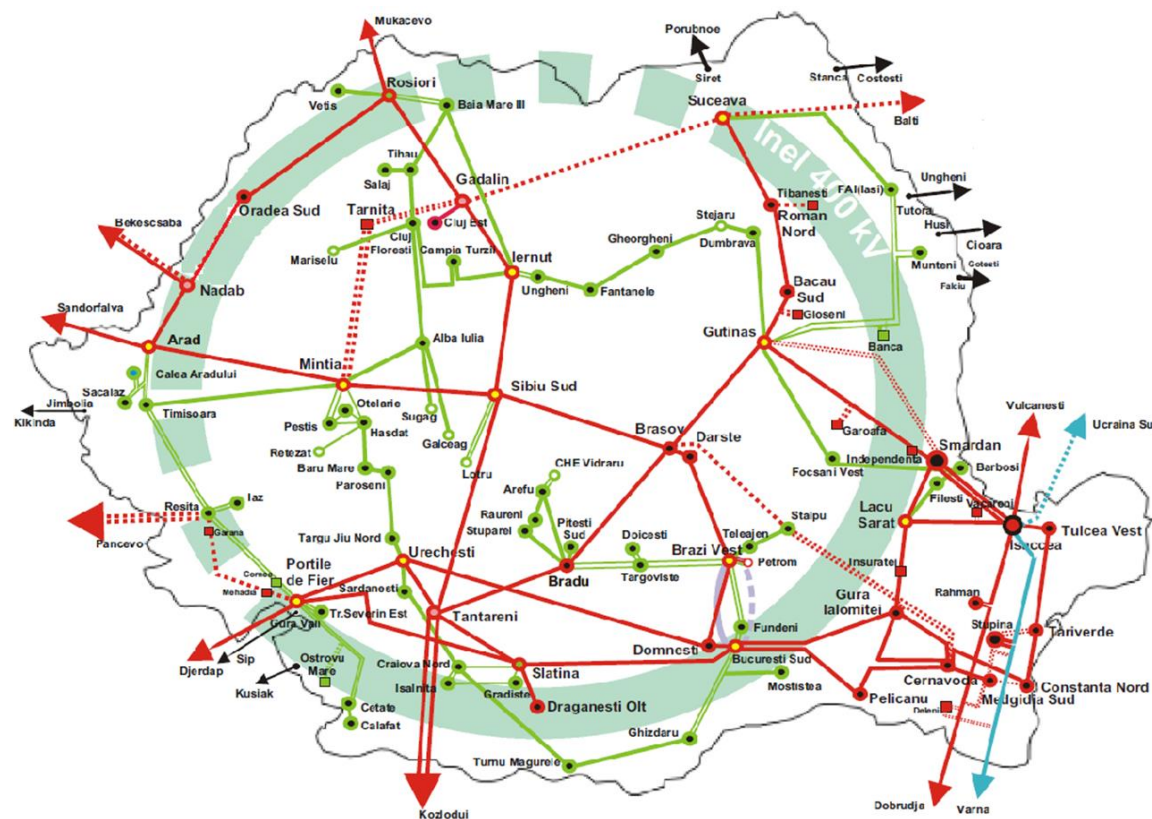 Mukacevo
Porubnoe
Siret
Stanca
Costesti
Rosiori
Vetis
Baia Mare III
Suceava
Balti
Inel 400 kV
Tihau
Salaj
Gadalin
Ungheni
FAI(Iasi)
Tibanesti
Tutora
Oradea Sud
Tarnita
Cluj Est
Roman
Nord
Husi
Cioara
Bekescsaba
Cluj
Floresti
Campia Turzii
Stejaru
Dumbrava
Gheorgheni
Mariselu
Iernut
Munteni
Gotesti
Falciu
Nadab
Ungheni
Fantanele
Bacau
Sud
Gioseni
Sandorfalva
Arad
Alba Iulia
Gutinas
Banca
Calea Aradului
Mintia
Sibiu Sud
Sacalaz
Jimbolia
Kikinda
Timisoara
Otelarie
Pestis
Hasdat
Sugag
Galceag
Retezat
Baru Mare
Paroseni
Lotru
Brasov
Darste
Garoafa
Vulcanesti
Ucraina Su
Smardan
Independenta
Focsani Vest
Barbosi
Filesti
CHE Vidraru
Arefu
Raureni
Stuparei
Pitesti
Sud
Lacu
Sarat
Vacareni
Isaccea
Tulcea Vest
Resita
Iaz
Garana
Pancevo
Targu Jiu Nord
Doicesti
Teleajen
Stalpu
Urechesti
Bradu
Targoviste
Brazi Vest
Petrom
Insuratei
Portile
de Fier
Mehadia
Sardanesti
Tr.Severin Est
Gura Vaii
Tantareni
Fundeni
Gura
Ialomitei
Rahman
Stupina
Tariverde
Djerdap
Sip
Kusjak
Ostrovu
Mare
Craiova Nord
Isalnita
Gradiste
Slatina
Domnesti
Bucuresti Sud
Mostistea
Pelicanu
Cernavoda
Medgidia Sud
Constanta Nord
Deleni
Cetate
Calafat
Draganesti Olt
Ghizdaru
Turnu Magurele
Kozlodui
Dobrudja
Varna